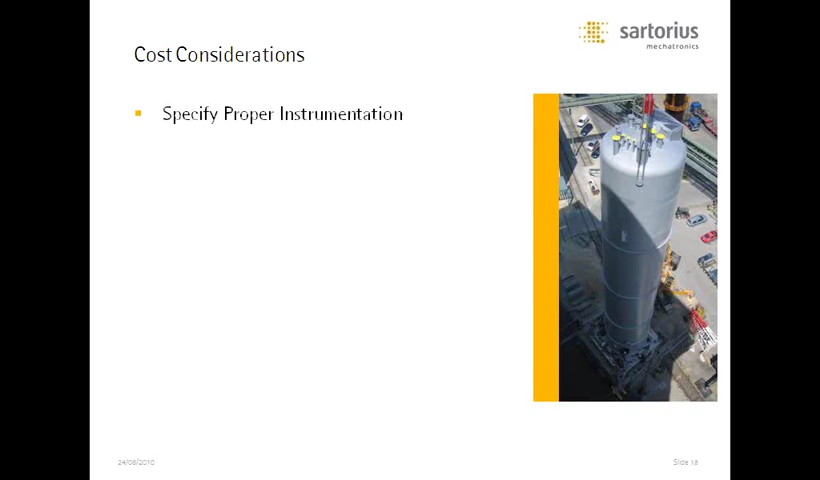 sartorius
mechatronics
Cost Considerations
Specify Proper Instrumentation
24/08/2010
Slide 18